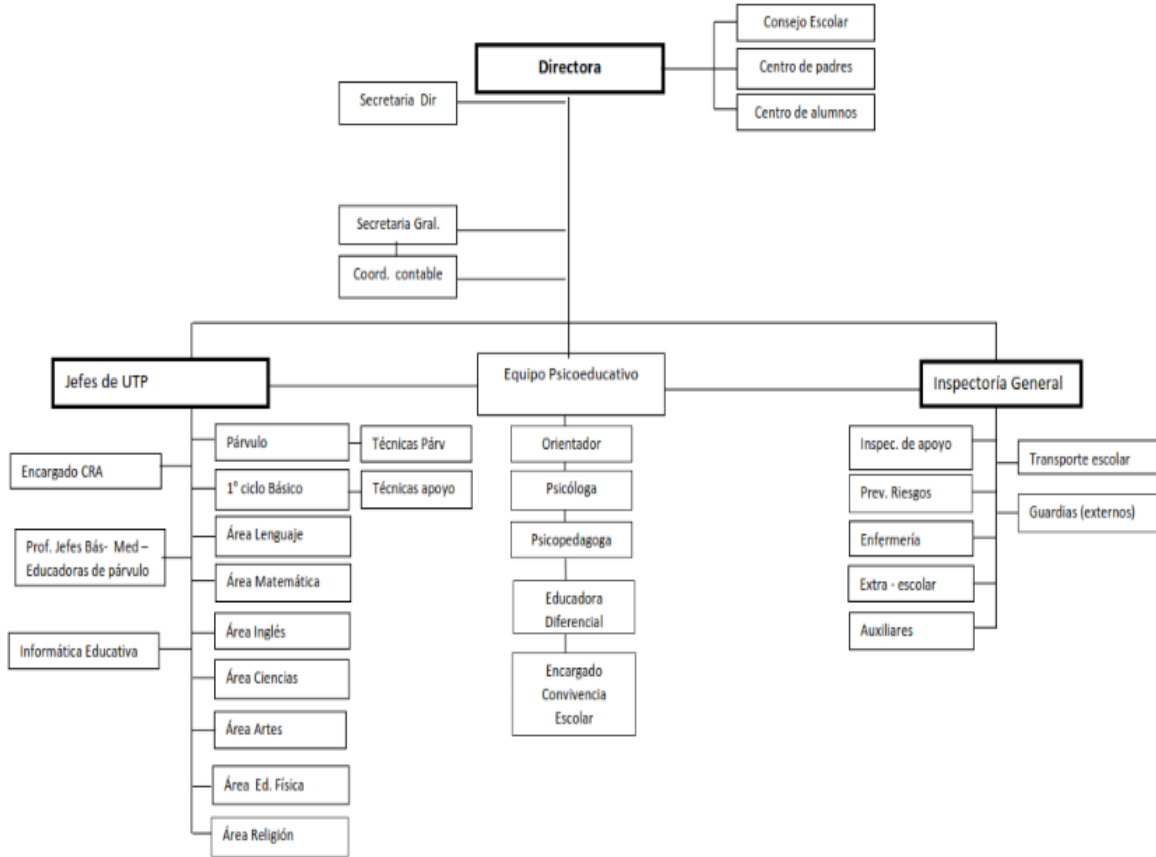 Consejo Escolar
Directora
Centro de padres
Secretaria Dir
Centro de alumnos
Secretaria Gral.
Coord. contable
Jefes de UTP
Equipo Psicoeducativo
Inspectoría General
Párvulo
Técnicas Párv
Orientador
Inspec. de apoyo
Encargado CRA
Transporte escolar
1° ciclo Básico
Técnicas apoyo
Psicóloga
Prev. Riesgos
Guardias (externos)
Área Lenguaje
Psicopedagoga
Enfermería
Prof. Jefes Bás- Med –
Educadoras de párvulo
Área Matemática
Educadora
Diferencial
Extra - escolar
Área Inglés
Auxiliares
Informática Educativa
Área Ciencias
Encargado
Convivencia
Escolar
Área Artes
Área Ed. Física
Área Religión